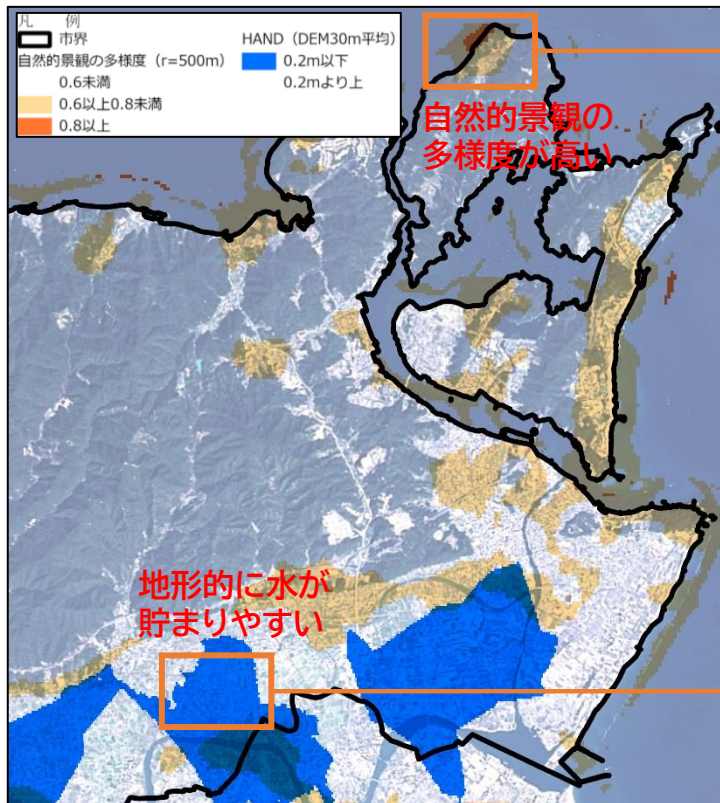 凡　例
市界
自然的景観の多様度（r=500m）
0.6未満
0.6以上0.8未満
0.8以上
HAND（DEM30m平均）
0.2m以下
0.2mより上
自然的景観の
多様度が高い
地形的に水が
貯まりやすい